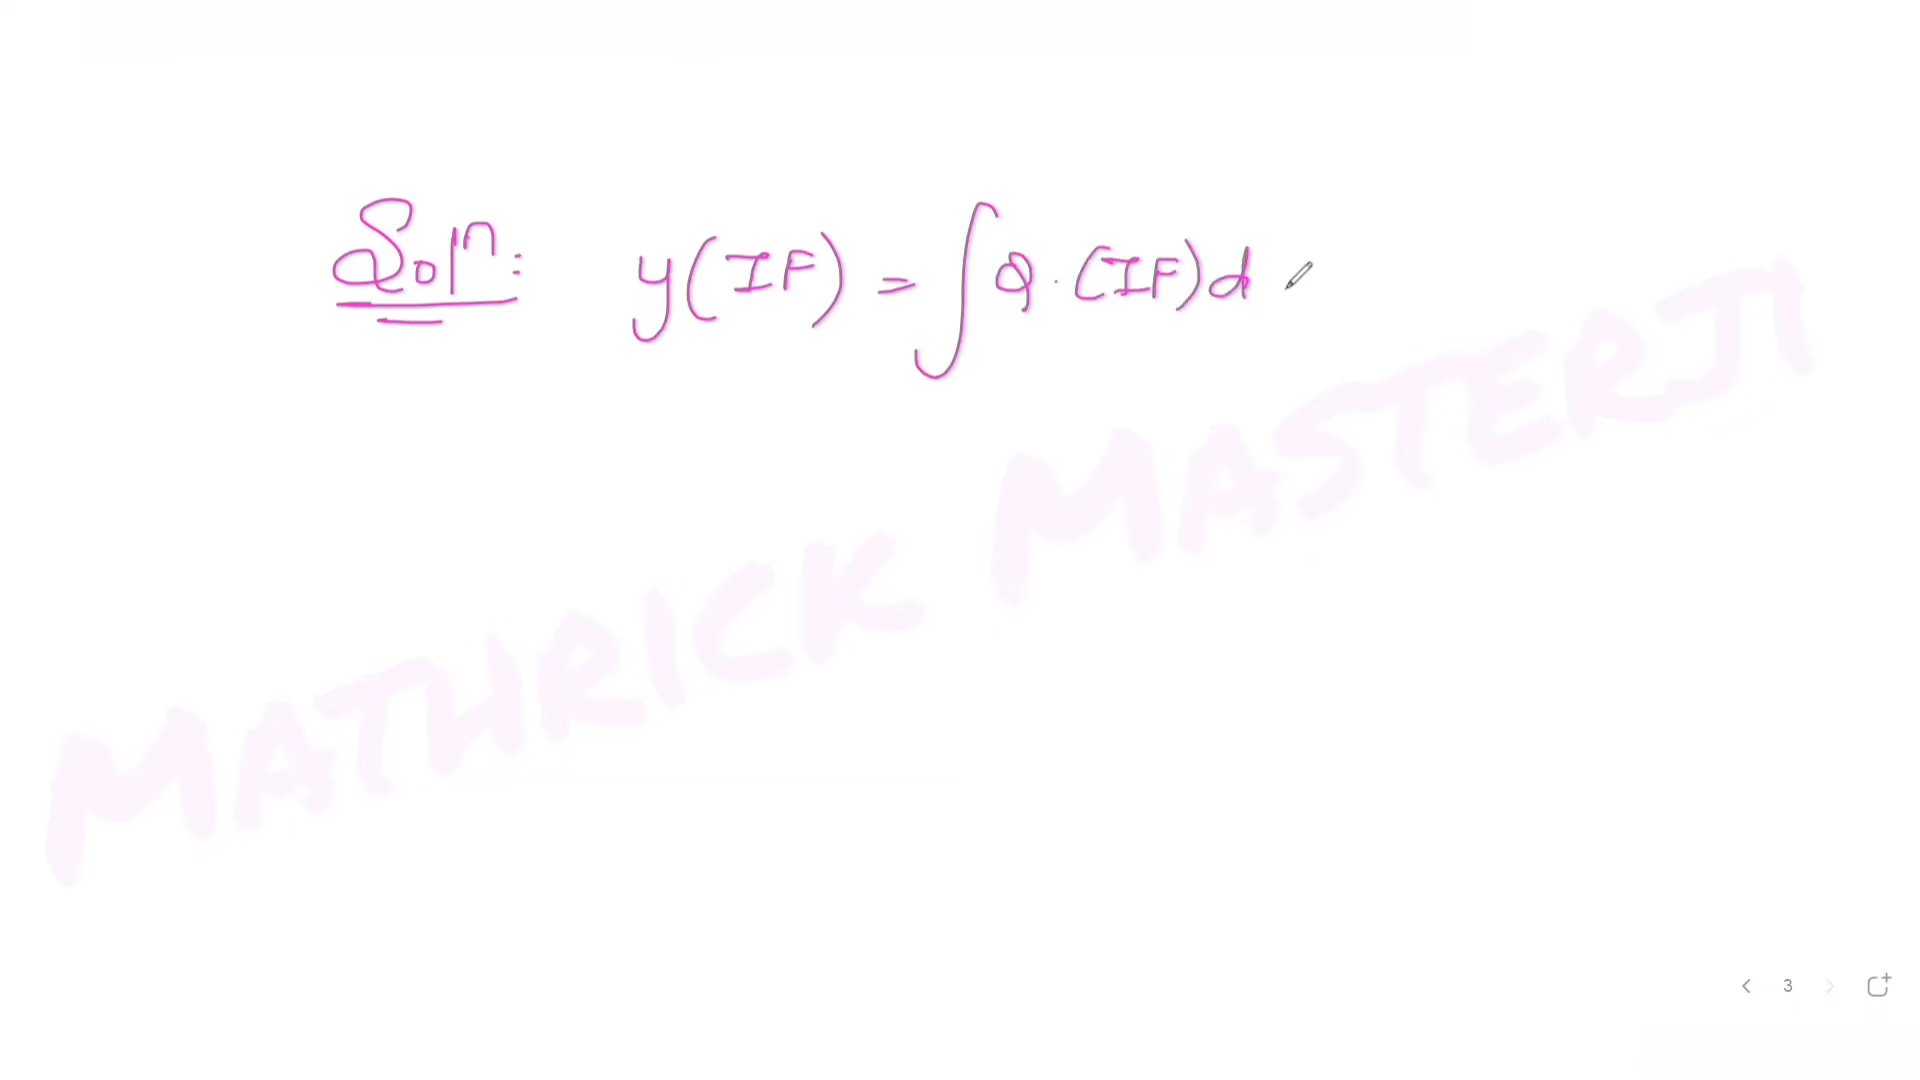 Solⁿ: y(IF) = ∫Q·(IF)d
MATHRICK MASTERJI
3